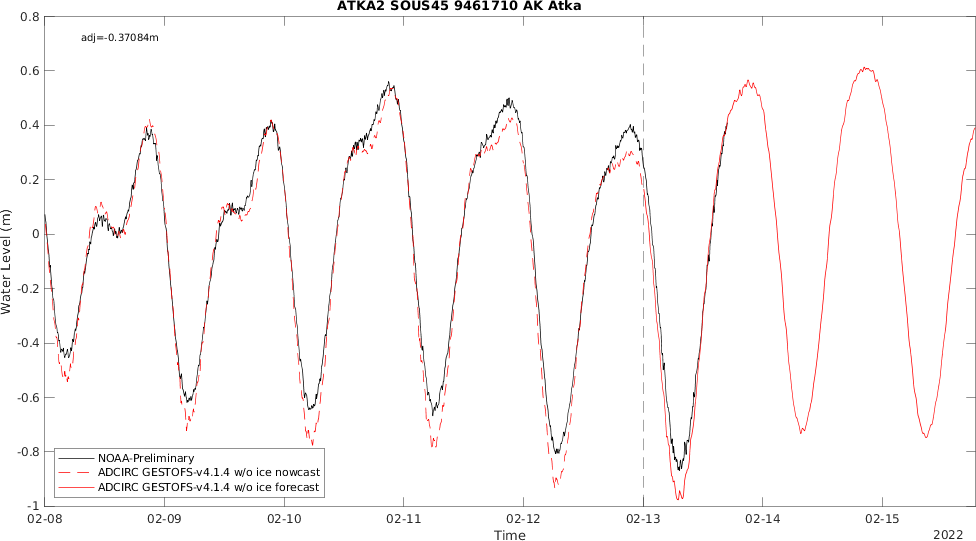 ATKA2 SOUS45 9461710 AK Atka
adj=-0.37084m
0.8
0.6
0.4
0.2
0
-0.2
-0.4
-0.6
-0.8
-1
Water Level (m)
NOAA-Preliminary
ADCIRC GESTOFS-v4.1.4 w/o ice nowcast
ADCIRC GESTOFS-v4.1.4 w/o ice forecast
02-08 02-09 02-10 02-11 02-12 02-13 02-14 02-15
Time
2022